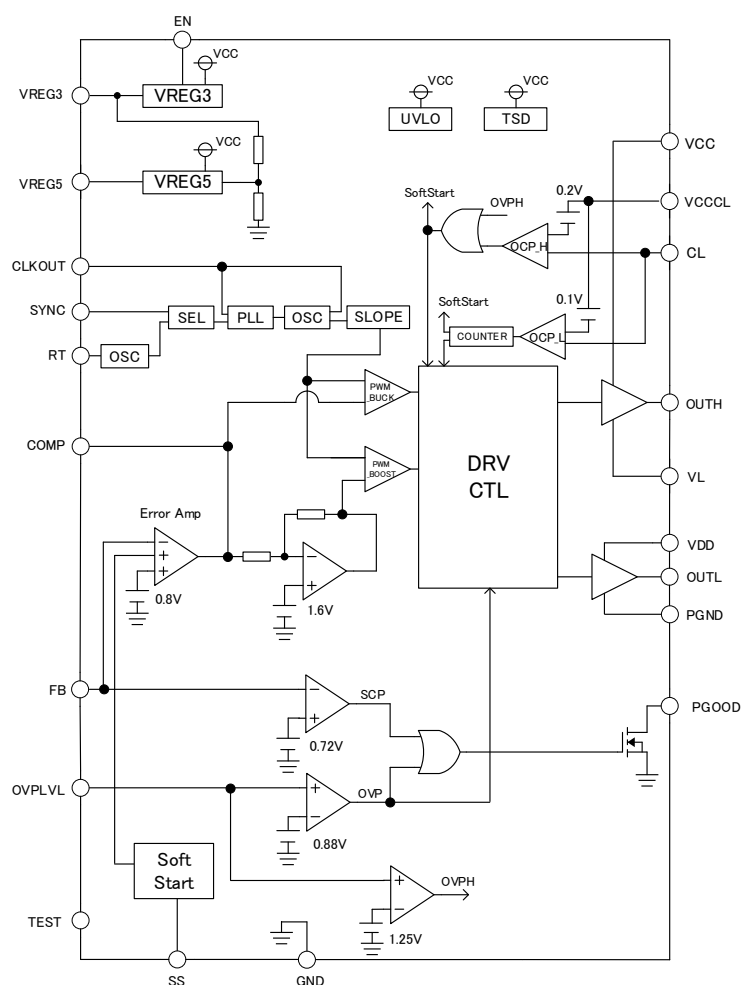 EN
VCC
VREG3
VREG3
VCC
UVLO
VCC
TSD
VCC
VREG5
VREG5
VCC
0.2V
VCCCL
SoftStart
OVPH
OCP_H
CL
CLKOUT
SYNC
SEL
PLL
OSC
SLOPE
RT
OSC
SoftStart
0.1V
COUNTER
OCP_L
PWM
_BUCK
OUTH
COMP
PWM
_BOOST
DRV
CTL
VL
Error Amp
0.8V
1.6V
VDD
OUTL
PGND
FB
SCP
0.72V
PGOOD
OVPLVL
OVP
0.88V
Soft
Start
OVPH
1.25V
TEST
SS
GND